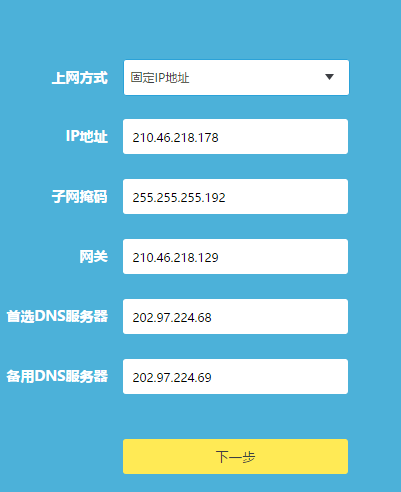 上网方式 固定IP地址
IP地址 210.46.218.178
子网掩码 255.255.255.192
网关 210.46.218.129
首选DNS服务器 202.97.224.68
备用DNS服务器 202.97.224.69
下一步